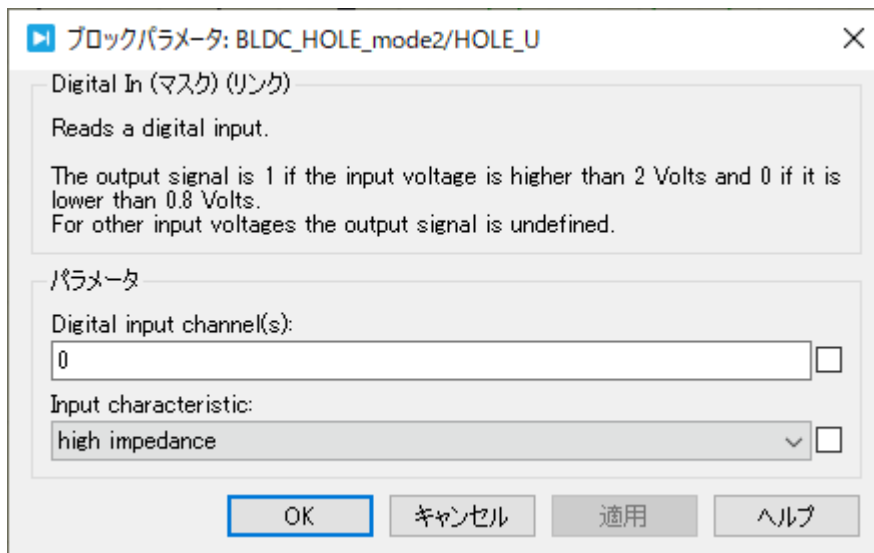 ブロックパラメータ: BLDC_HOLE_mode2/HOLE_U
Digital In (マスク) (リンク)
Reads a digital input.
The output signal is 1 if the input voltage is higher than 2 Volts and 0 if it is
lower than 0.8 Volts.
For other input voltages the output signal is undefined.
パラメータ
Digital input channel(s):
0
Input characteristic:
high impedance
OK
キャンセル
適用
ヘルプ